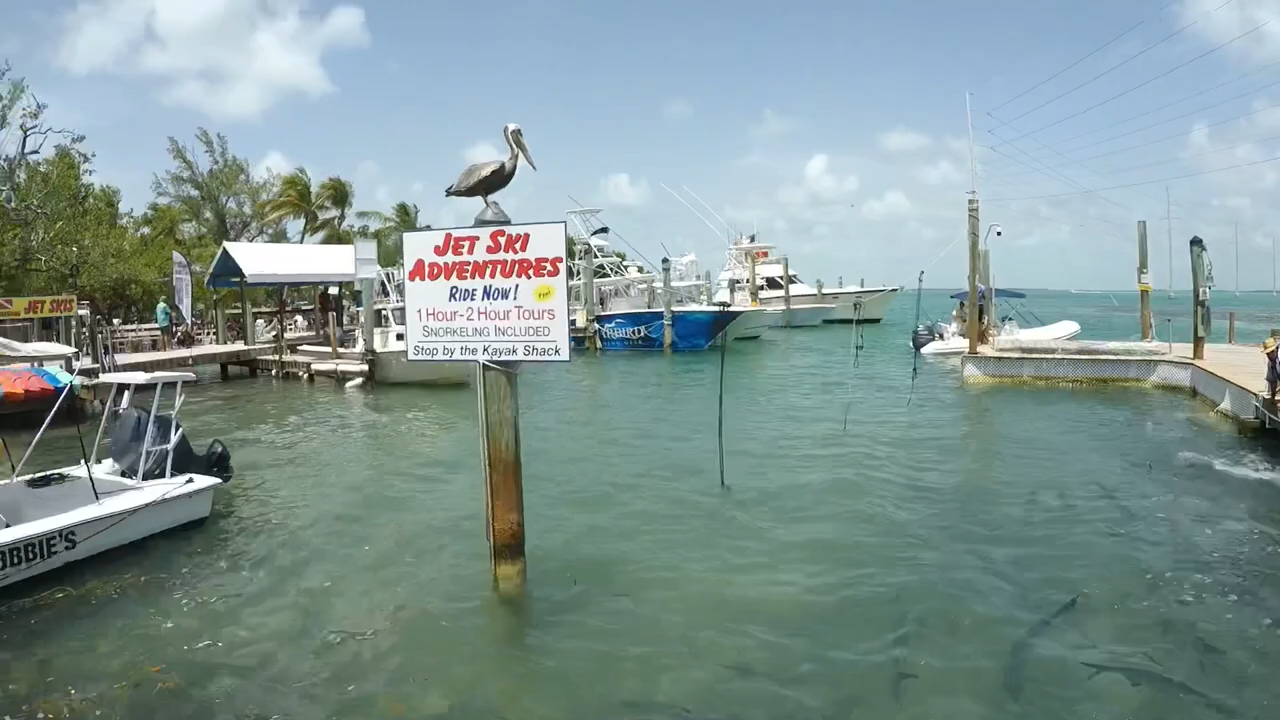 JET SKI
ADVENTURES
RIDE NOW!
1 HOUR-2 HOUR TOURS
SNORKELING INCLUDED
Stop by the Kayak Shack
JET SKIS
OBBIE'S